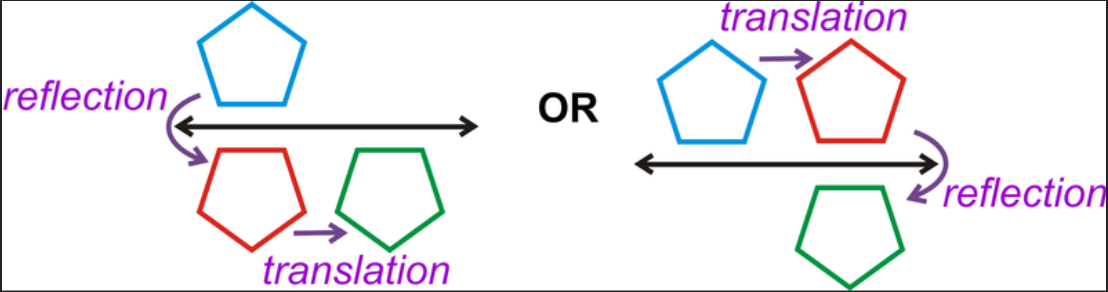 reflection
translation
OR
translation
reflection